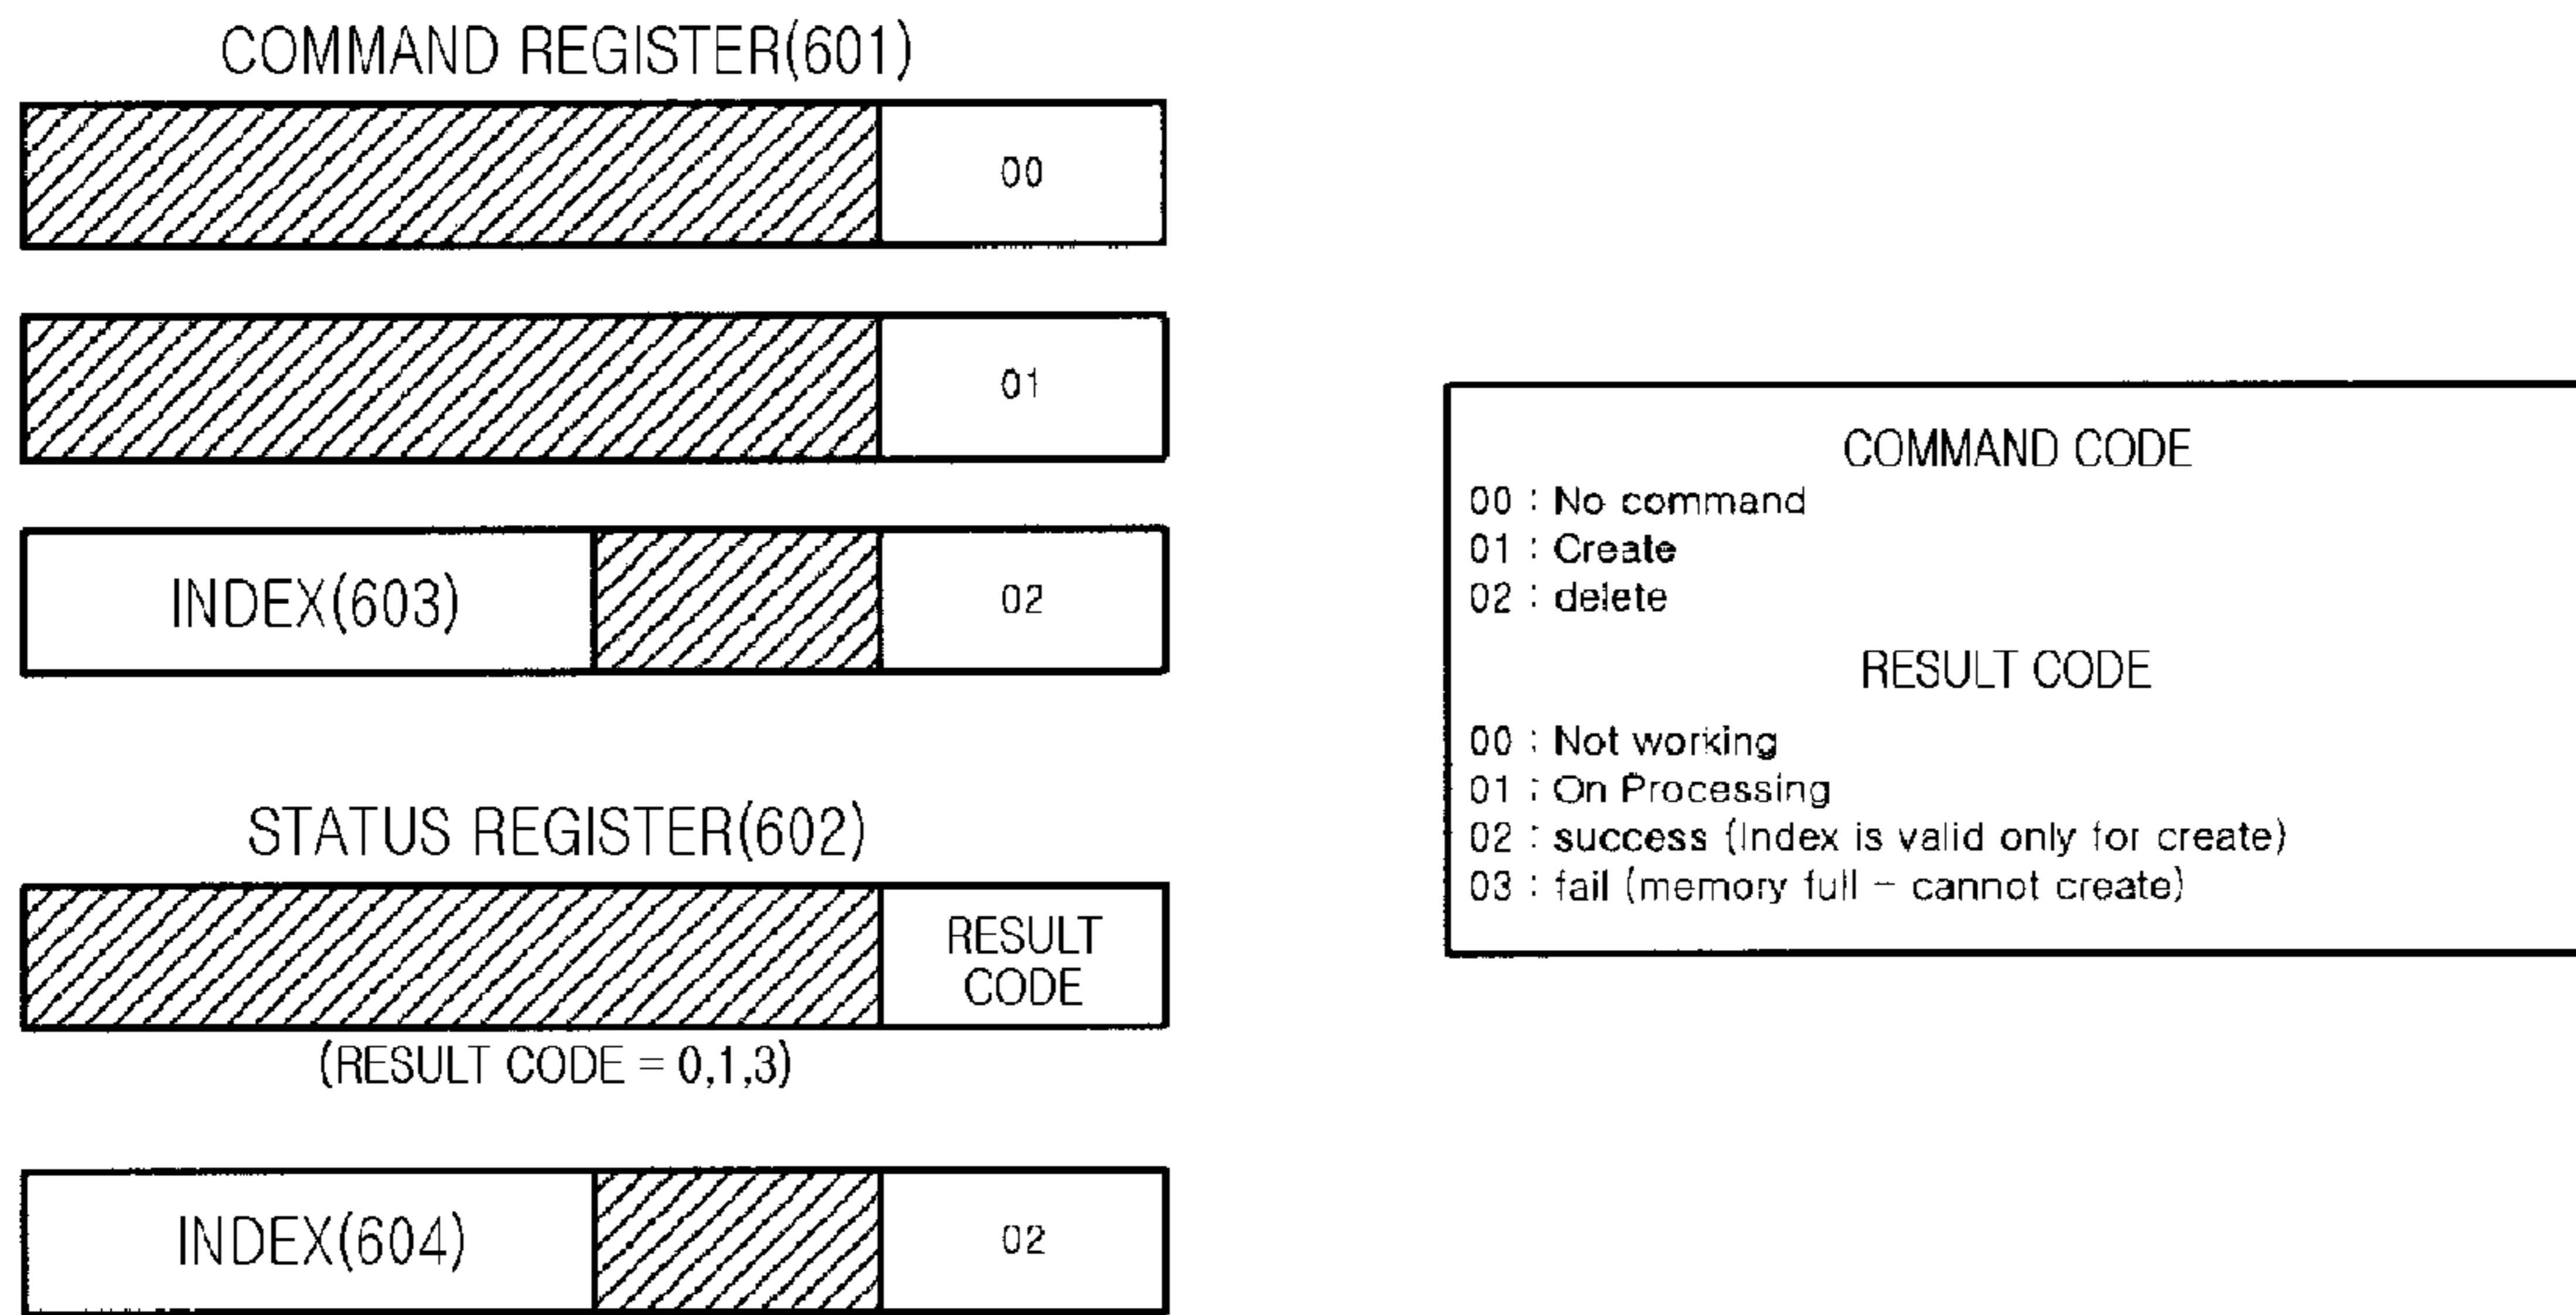 COMMAND REGISTER(601)
00
01
INDEX(603)
02
STATUS REGISTER(602)
RESULT
CODE
(RESULT CODE = 0,1,3)
INDEX(604)
02
COMMAND CODE
00 : No command
01 : Create
02 : delete
RESULT CODE
00 : Not working
01 : On Processing
02 : success (Index is valid only for create)
03 : fail (memory full – cannot create)